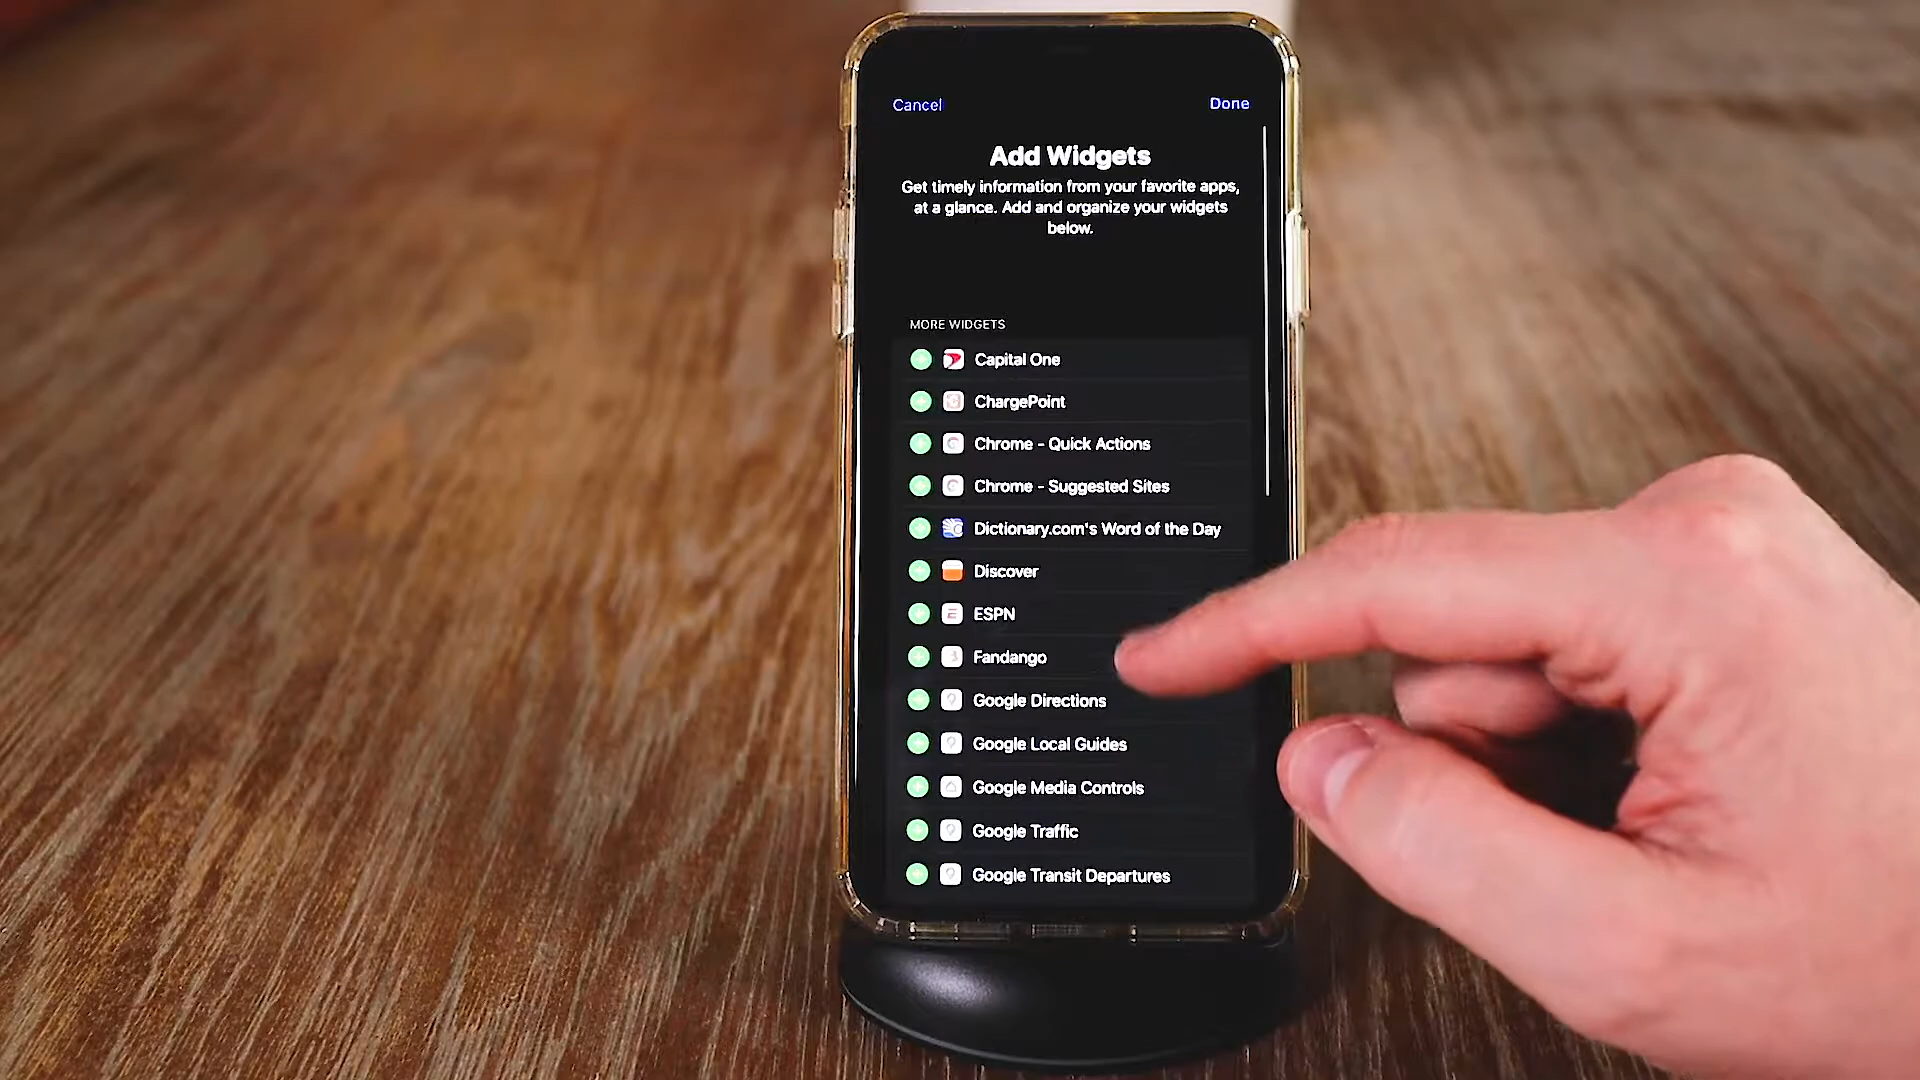 Cancel
Done
Add Widgets
Get timely information from your favorite apps,
at a glance. Add and organize your widgets
below.
MORE WIDGETS
Capital One
ChargePoint
Chrome - Quick Actions
Chrome - Suggested Sites
Dictionary.com's Word of the Day
Discover
ESPN
Fandango
Google Directions
Google Local Guides
Google Media Controls
Google Traffic
Google Transit Departures